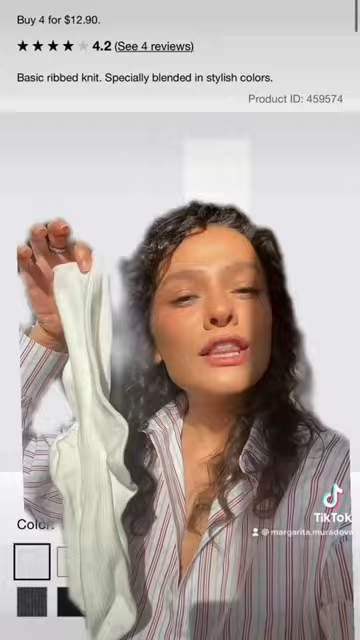 Buy 4 for $12.90.
4.2 (See 4 reviews)
Basic ribbed knit. Specially blended in stylish colors.
Product ID: 459574
Color:
TikTok
@margarita.muradova